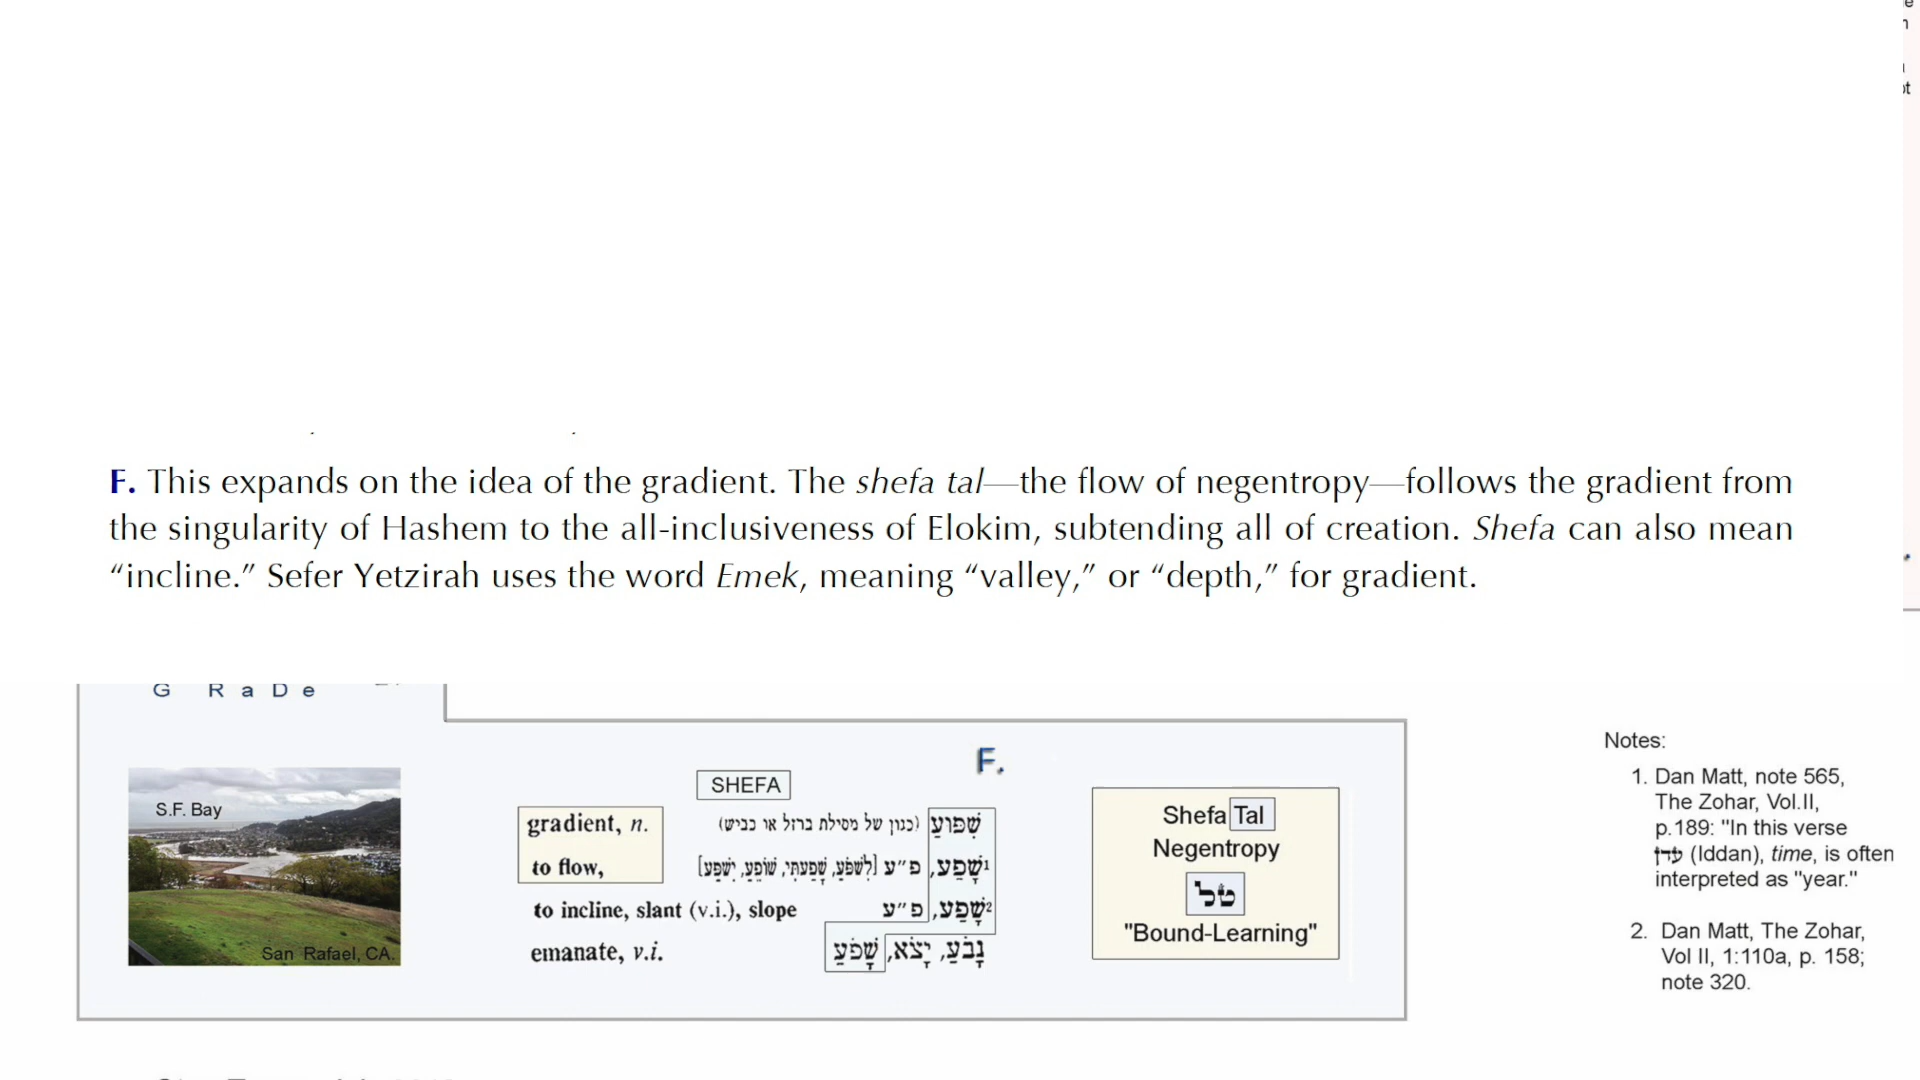 F. This expands on the idea of the gradient. The shefa tal—the flow of negentropy—follows the gradient from
the singularity of Hashem to the all-inclusiveness of Elokim, subtending all of creation. Shefa can also mean
“incline.” Sefer Yetzirah uses the word Emek, meaning “valley,” or “depth,” for gradient.
G R a D e
S.F. Bay
San Rafael, CA.
F.
SHEFA
gradient, n. שִׁפּוּעַ (כגון של מסילת ברזל או כביש)
to flow, שָׁפַע¹, פ״ע [לִשְׁפֹּעַ, שָׁפַעְתִּי, שׁוֹפֵעַ, יִשְׁפַּע]
to incline, slant (v.i.), slope שָׁפַע², פ״ע
emanate, v.i. נָבֹעַ, יָצֹא, שָׁפֹעַ
Shefa Tal
Negentropy
טל
"Bound-Learning"
Notes:
1. Dan Matt, note 565,
The Zohar, Vol.II,
p.189: "In this verse
עדן (Iddan), time, is often
interpreted as "year."
2. Dan Matt, The Zohar,
Vol II, 1:110a, p. 158;
note 320.